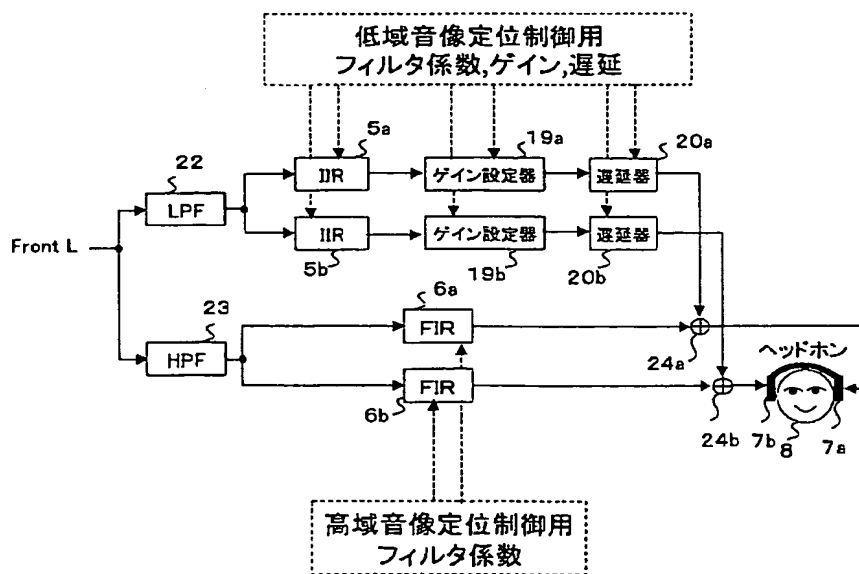 低域音像定位制御用
フィルタ係数,ゲイン,遅延
5a
19a
20a
22
IIR
ゲイン設定器
遅延器
LPF
IIR
ゲイン設定器
遅延器
Front L
5b
19b
20b
6a
23
FIR
HPF
24a
ヘッドホン
FIR
6b
24b
7b
8
7a
高域音像定位制御用
フィルタ係数